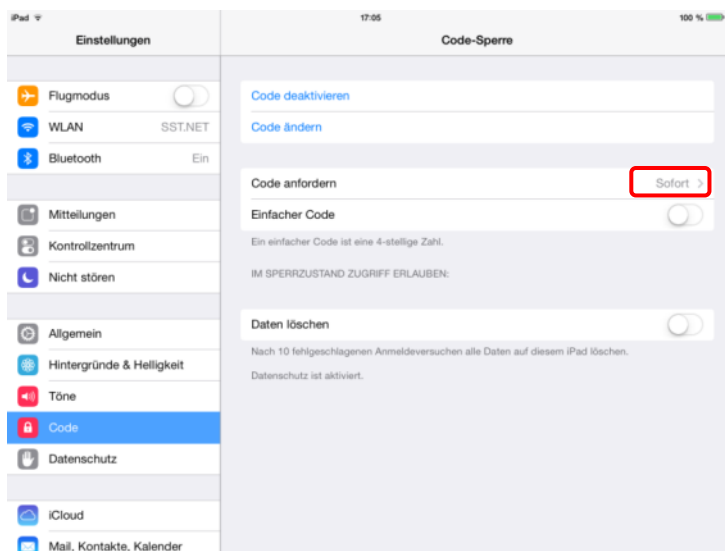 iPad 17:05 100 %
Einstellungen
Code-Sperre
Flugmodus
WLAN SST.NET
Bluetooth Ein
Mitteilungen
Kontrollzentrum
Nicht stören
Allgemein
Hintergründe & Helligkeit
Töne
Code
Datenschutz
iCloud
Mail, Kontakte, Kalender
Code deaktivieren
Code ändern
Code anfordern Sofort
Einfacher Code
Ein einfacher Code ist eine 4-stellige Zahl.
IM SPERRZUSTAND ZUGRIFF ERLAUBEN:
Daten löschen
Nach 10 fehlgeschlagenen Anmeldeversuchen alle Daten auf diesem iPad löschen.
Datenschutz ist aktiviert.